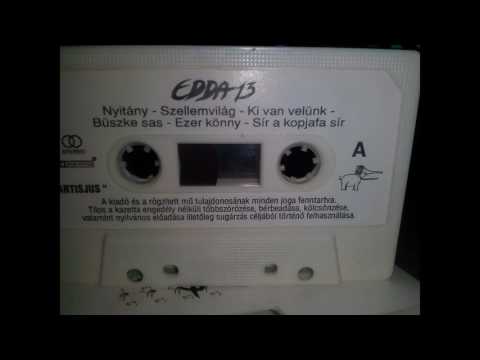 EDDA 13
Nyitány - Szellemvilág - Ki van velünk -
Büszke sas - Ezer könny - Sír a kopjafa sír
STEREO
A
ARTISJUS "
A kiadó és a rögzített mű tulajdonosának minden joga fenntartva.
Tilos a kazetta engedély nélküli többszörözése, bérbeadása, kölcsönzése,
valamint nyilvános előadása illetőleg sugárzás céljából történő felhasználása.